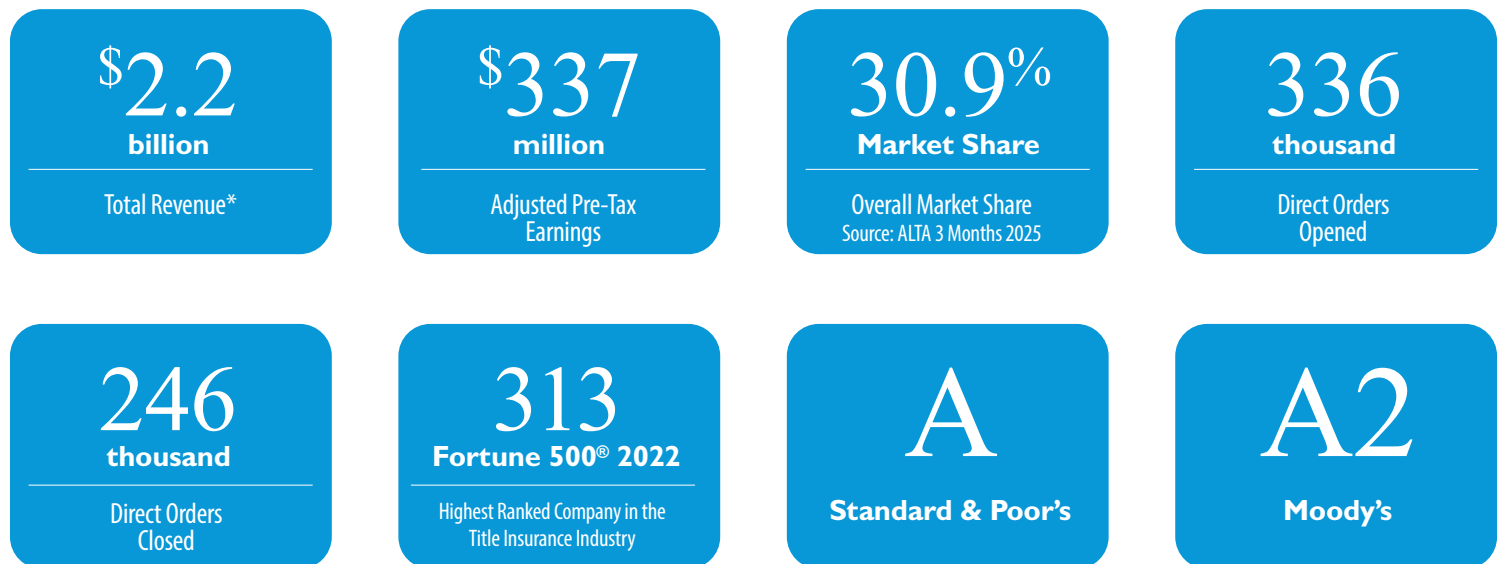 $2.2
billion
Total Revenue*
$337
million
Adjusted Pre-Tax
Earnings
30.9%
Market Share
Overall Market Share
Source: ALTA 3 Months 2025
336
thousand
Direct Orders
Opened
246
thousand
Direct Orders
Closed
313
Fortune 500® 2022
Highest Ranked Company in the
Title Insurance Industry
A
Standard & Poor’s
A2
Moody’s